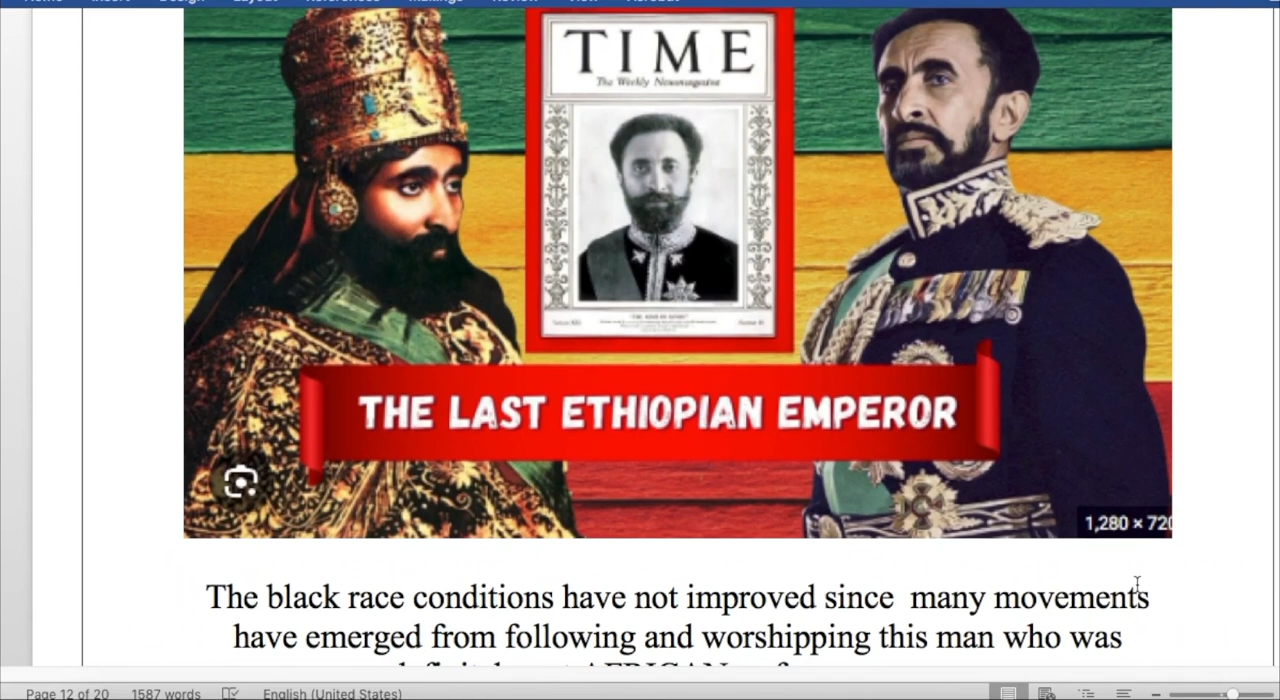 TIME
The Weekly Newsmagazine
THE LAST ETHIOPIAN EMPEROR
1,280 × 720
The black race conditions have not improved since many movements
have emerged from following and worshipping this man who was
Page 12 of 20 1587 words English (United States)